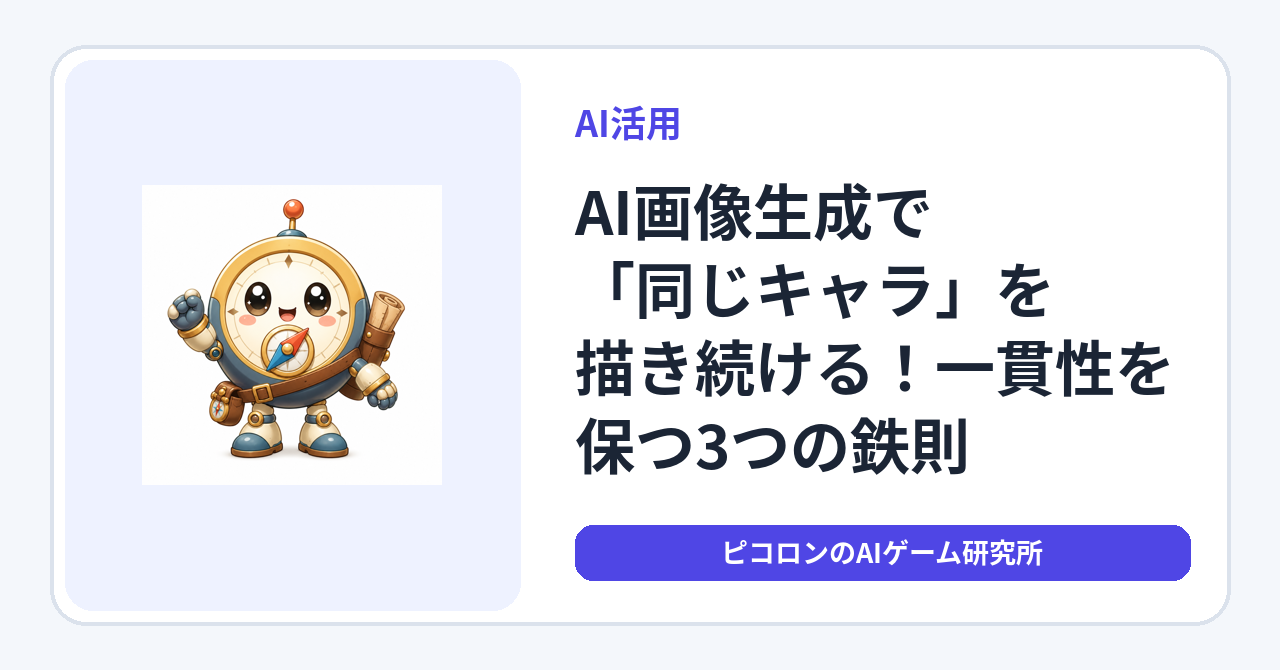 AI活用
AI画像生成で
「同じキャラ」を
描き続ける！一貫性を
保つ3つの鉄則
ピコロンのAIゲーム研究所